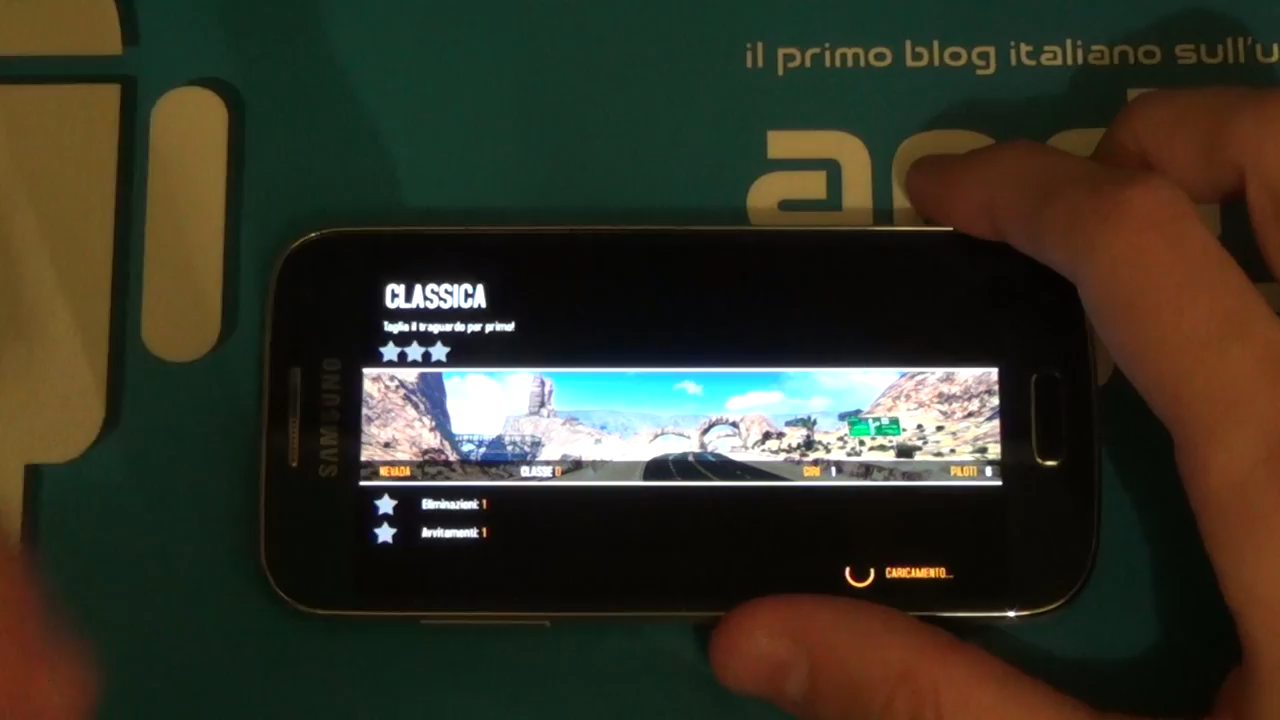 il primo blog italiano sull'u
SAMSUNG
CLASSICA
Taglia il traguardo per primo!
NEVADA CLASSE D GIRI 1 PILOTI 6
Eliminazioni: 1
Avvitamenti: 1
CARICAMENTO...